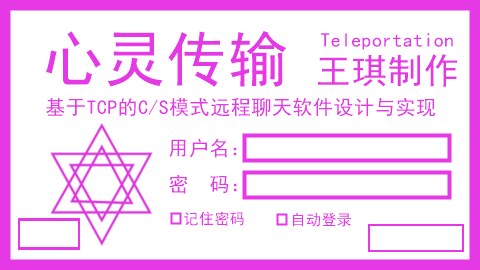 心灵传输
Teleportation
王琪制作
基于TCP的C/S模式远程聊天软件设计与实现
用户名:
密 码:
记住密码
自动登录